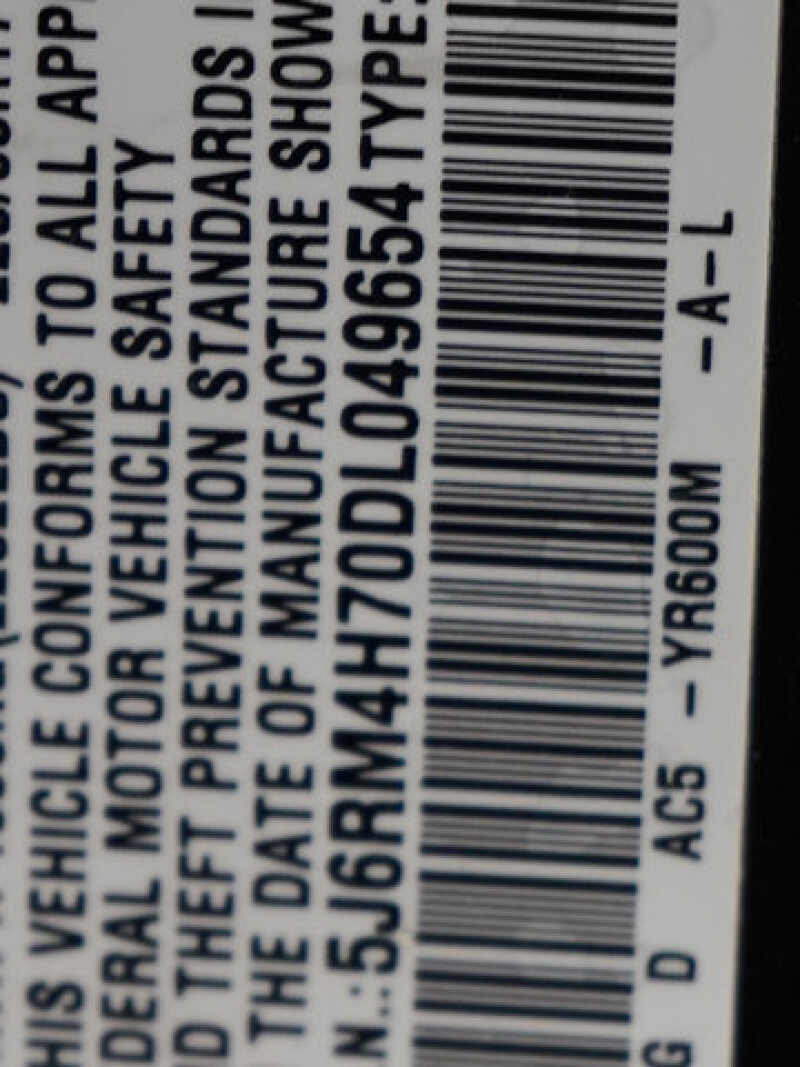 HIS VEHICLE CONFORMS TO ALL APP
DERAL MOTOR VEHICLE SAFETY
D THEFT PREVENTION STANDARDS I
THE DATE OF MANUFACTURE SHOW
N.:5J6RM4H70DL049654 TYPE:
G D AC5 -YR600M -A-L